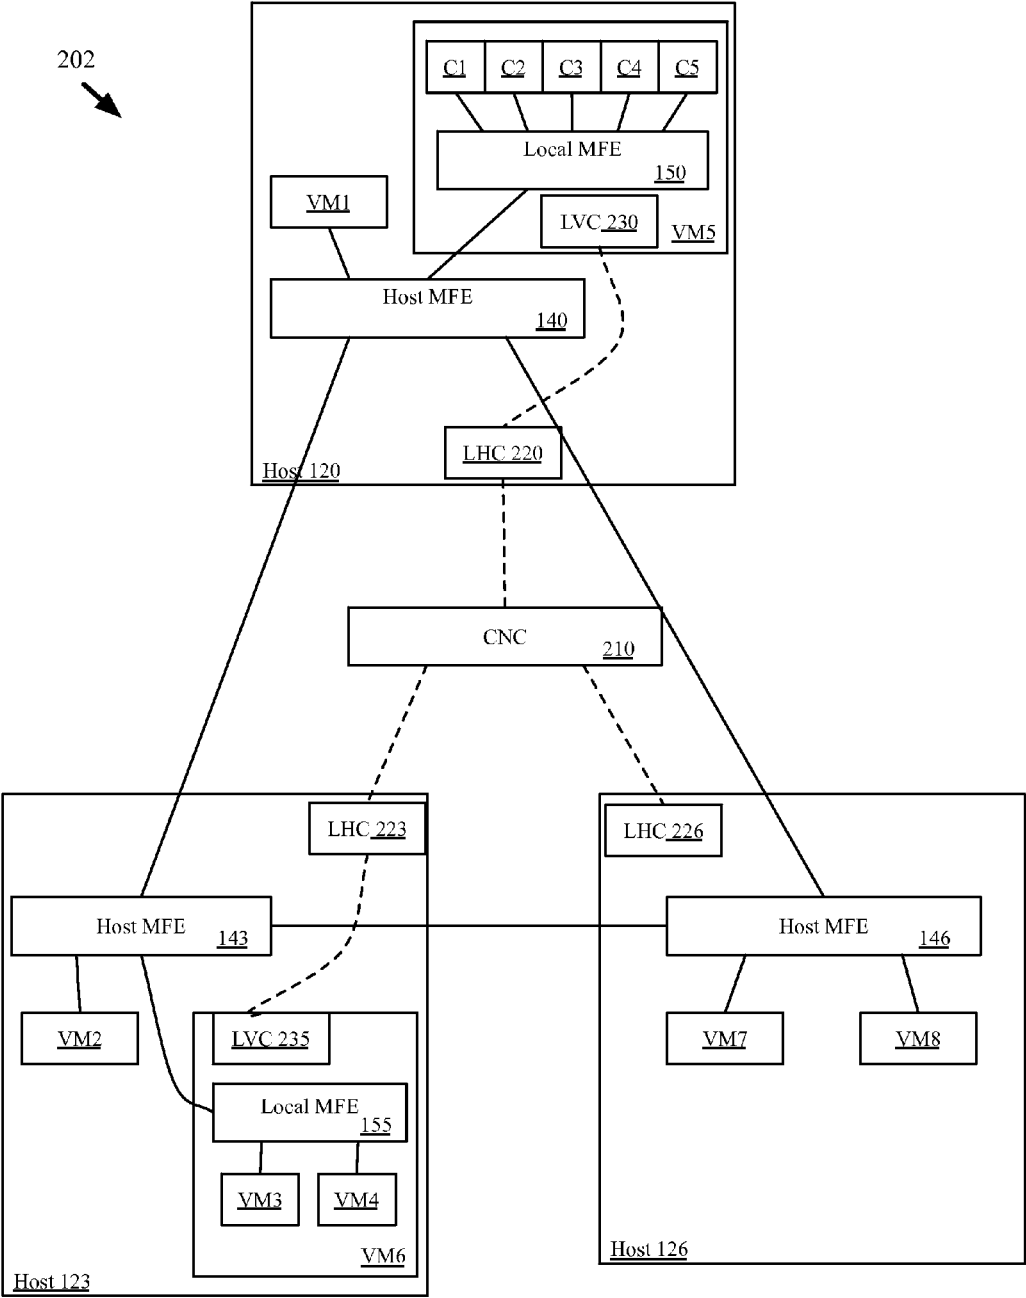 202
C1 C2 C3 C4 C5
Local MFE
150
VM1
LVC 230
VM5
Host MFE
140
LHC 220
Host 120
CNC
210
LHC 223
LHC 226
Host MFE
143
Host MFE
146
VM2
LVC 235
VM7
VM8
Local MFE
155
VM3
VM4
VM6
Host 126
Host 123